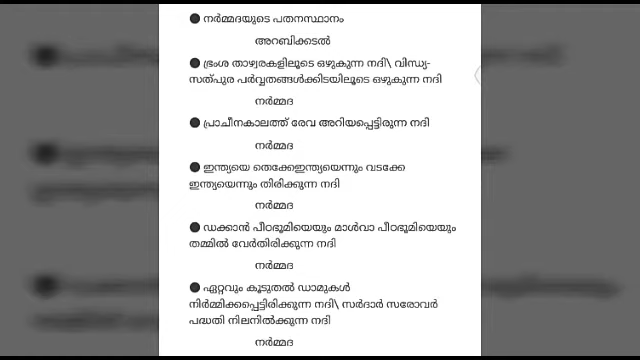 ● നർമ്മദയുടെ പതനസ്ഥാനം
അറബിക്കടൽ
● ഭ്രംശ താഴ്വരകളിലൂടെ ഒഴുകുന്ന നദി\ വിന്ധ്യ-
സത്പുര പർവ്വതങ്ങൾക്കിടയിലൂടെ ഒഴുകുന്ന നദി
നർമ്മദ
● പ്രാചീനകാലത്ത് രേവ അറിയപ്പെട്ടിരുന്ന നദി
നർമ്മദ
● ഇന്ത്യയെ തെക്കേഇന്ത്യയെന്നും വടക്കേ
ഇന്ത്യയെന്നും തിരിക്കുന്ന നദി
നർമ്മദ
● ഡക്കാൻ പീഠഭൂമിയെയും മാൾവാ പീഠഭൂമിയെയും
തമ്മിൽ വേർതിരിക്കുന്ന നദി
നർമ്മദ
● ഏറ്റവും കൂടുതൽ ഡാമുകൾ
നിർമ്മിക്കപ്പെട്ടിരിക്കുന്ന നദി\ സർദാർ സരോവർ
പദ്ധതി നിലനിൽക്കുന്ന നദി
നർമ്മദ